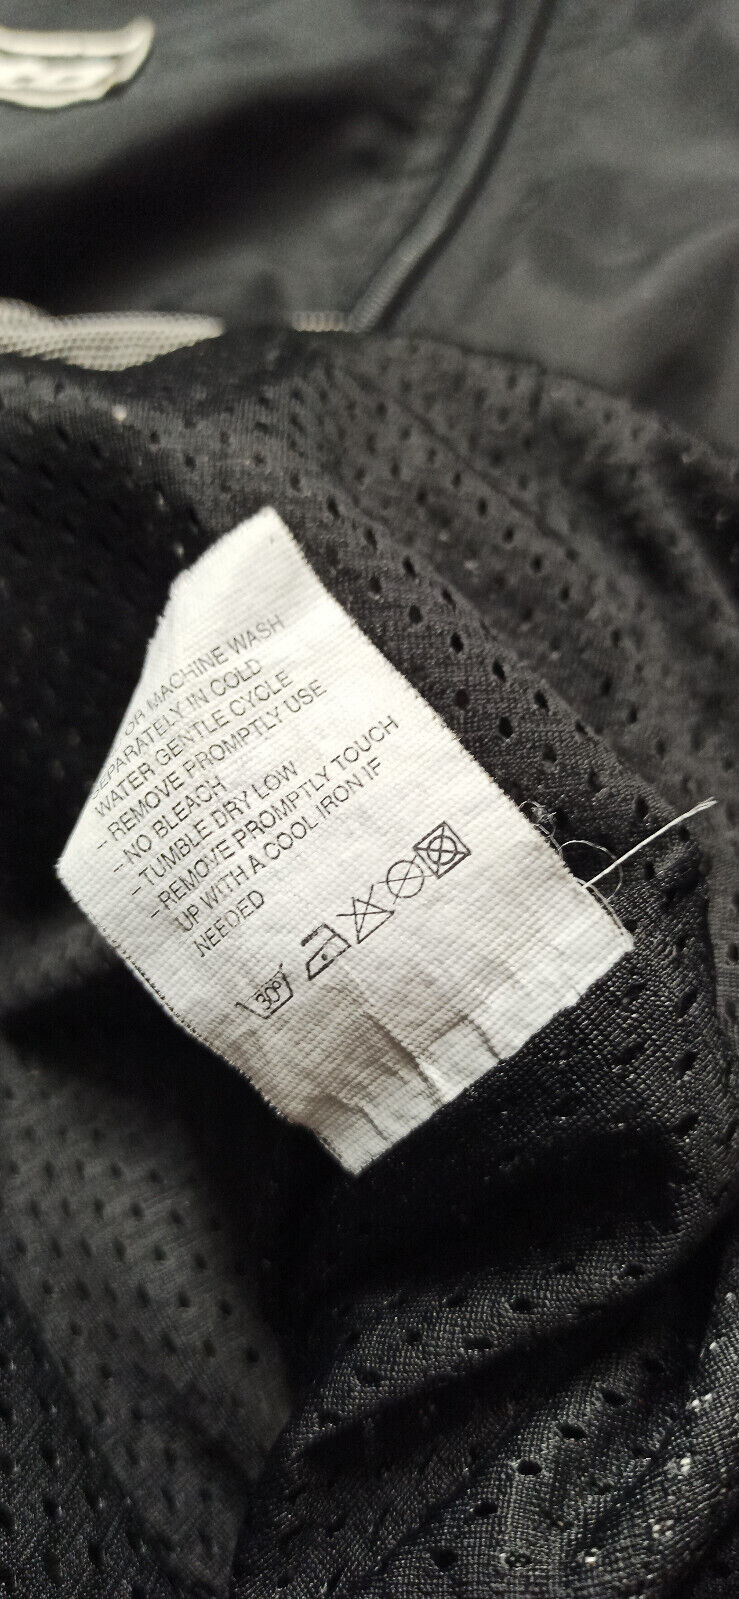 OR MACHINE WASH
SEPARATELY IN COLD
WATER GENTLE CYCLE
- REMOVE PROMPTLY USE
- NO BLEACH
- TUMBLE DRY LOW
- REMOVE PROMPTLY TOUCH
UP WITH A COOL IRON IF
NEEDED
30°